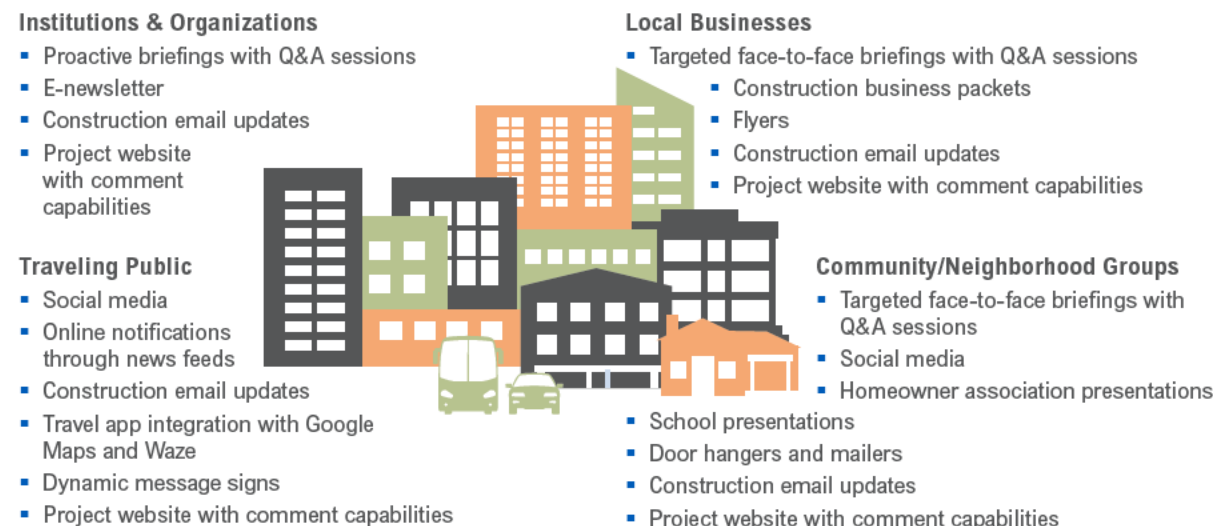 Institutions & Organizations
▪ Proactive briefings with Q&A sessions
▪ E-newsletter
▪ Construction email updates
▪ Project website
with comment
capabilities
Local Businesses
▪ Targeted face-to-face briefings with Q&A sessions
▪ Construction business packets
▪ Flyers
▪ Construction email updates
▪ Project website with comment capabilities
Traveling Public
▪ Social media
▪ Online notifications
through news feeds
▪ Construction email updates
▪ Travel app integration with Google
Maps and Waze
▪ Dynamic message signs
▪ Project website with comment capabilities
Community/Neighborhood Groups
▪ Targeted face-to-face briefings with
Q&A sessions
▪ Social media
▪ Homeowner association presentations
▪ School presentations
▪ Door hangers and mailers
▪ Construction email updates
▪ Project website with comment capabilities